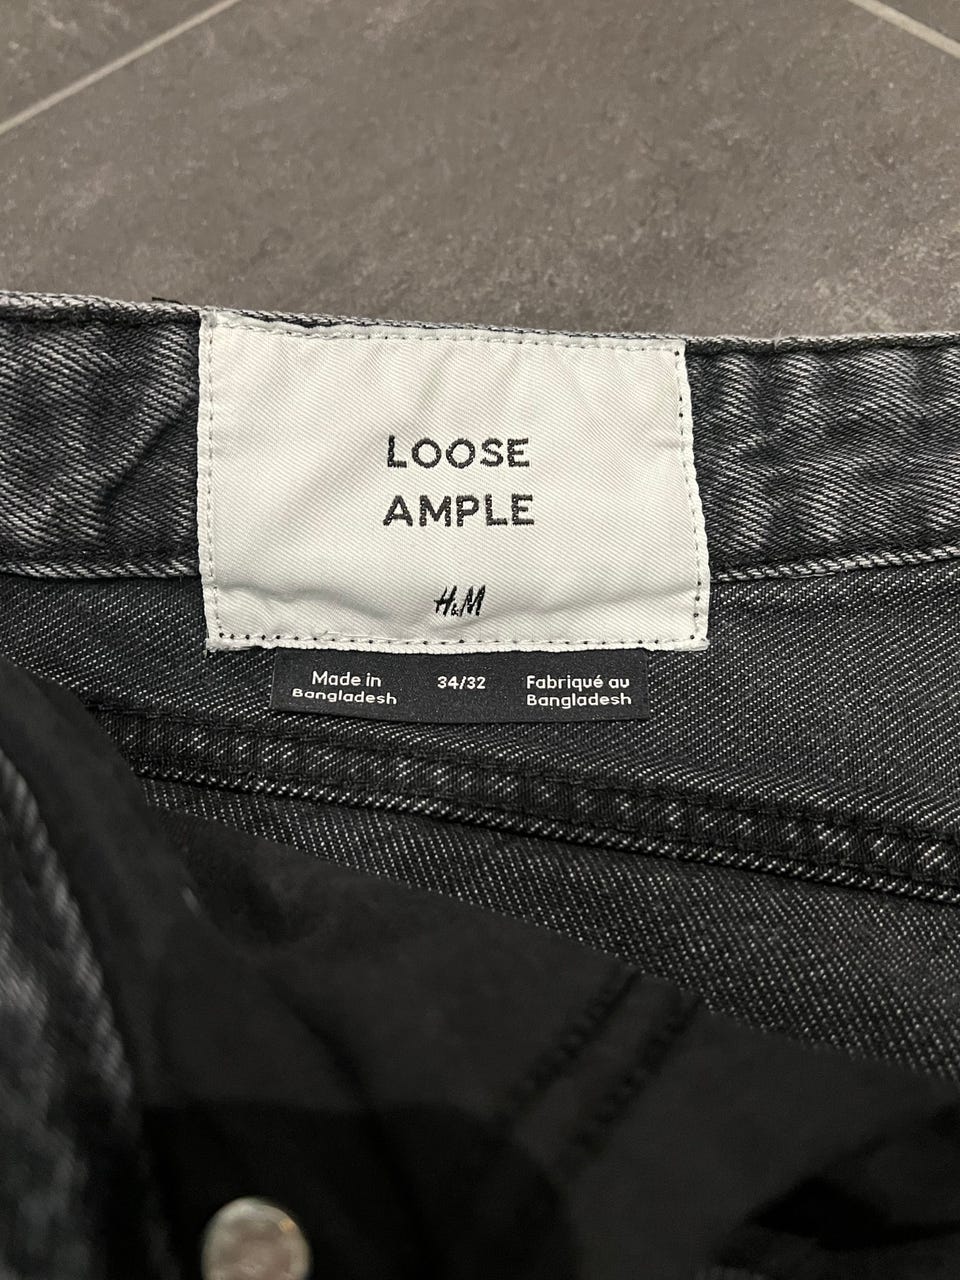 LOOSE
AMPLE
H&M
Made in
Bangladesh
34/32
Fabriqué au
Bangladesh